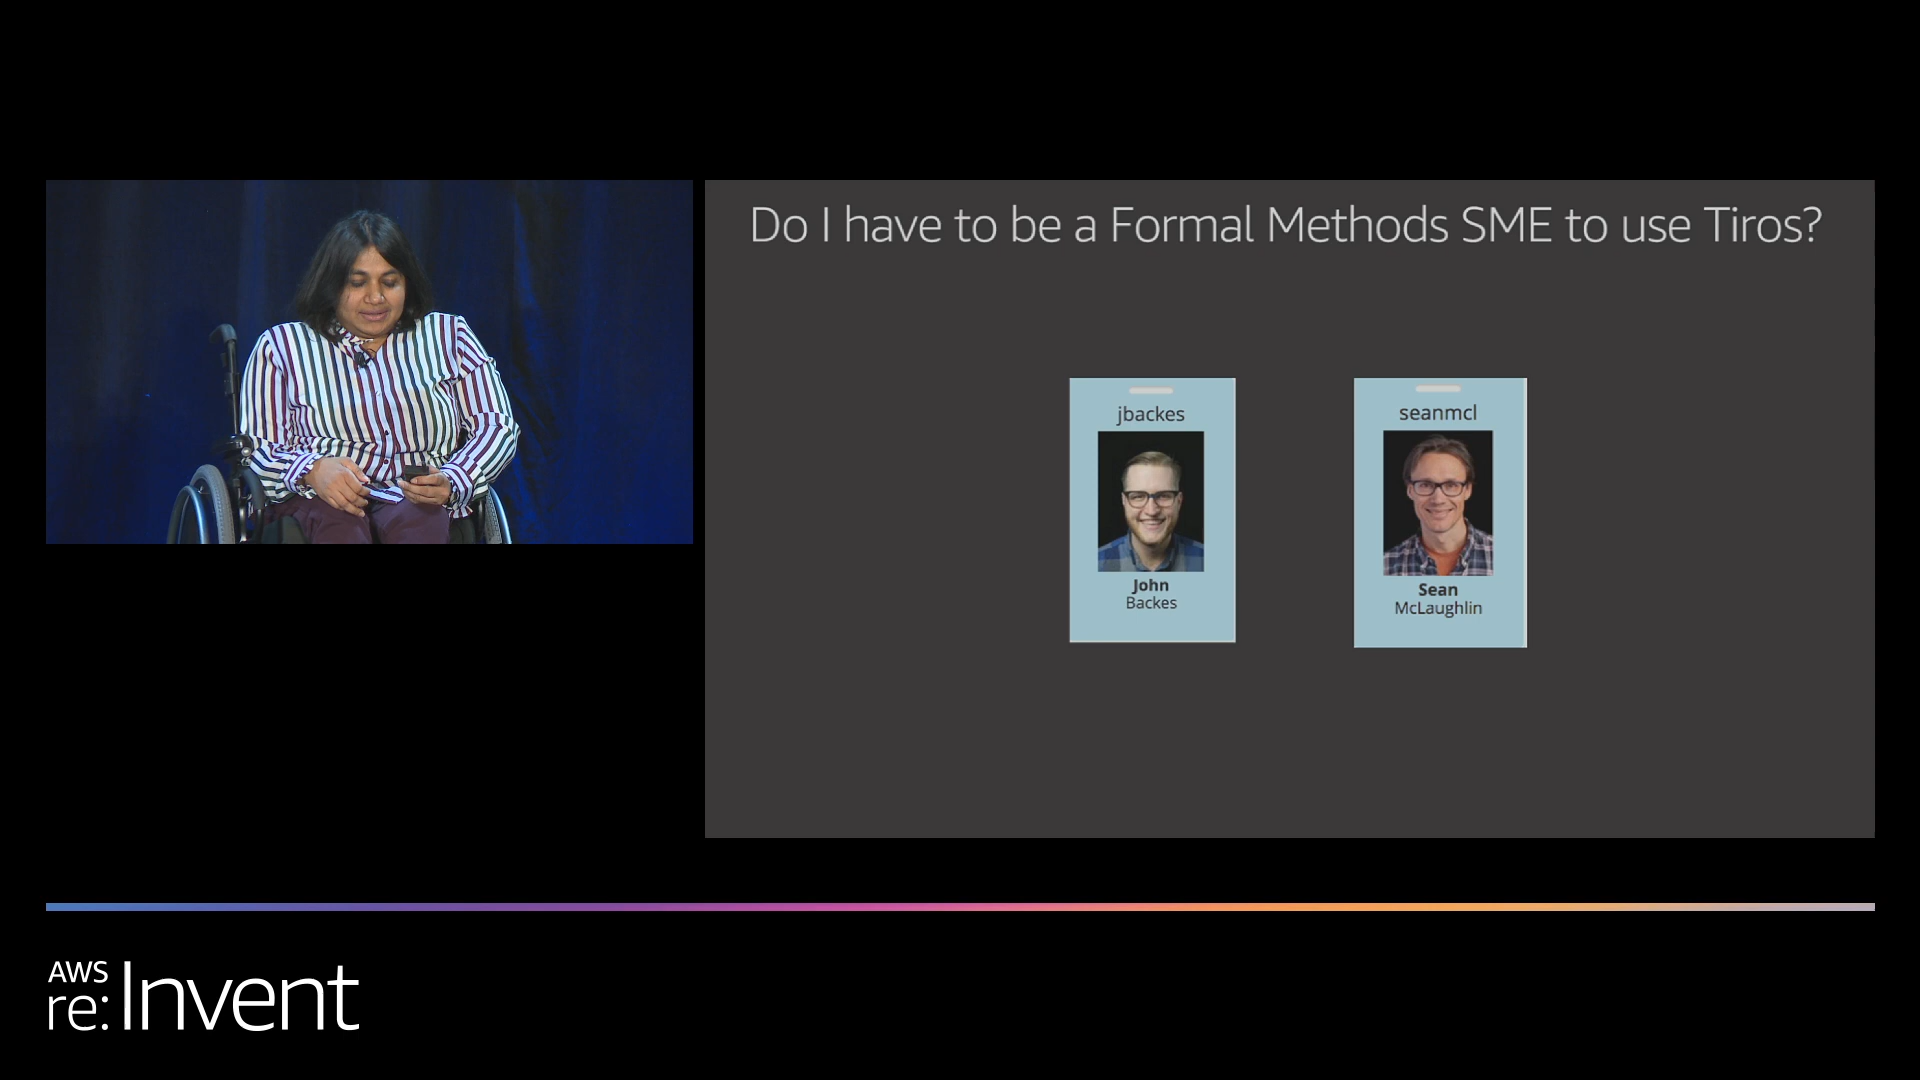 Do I have to be a Formal Methods SME to use Tiros?
jbackes
John
Backes
seanmcl
Sean
McLaughlin
AWS
re:Invent